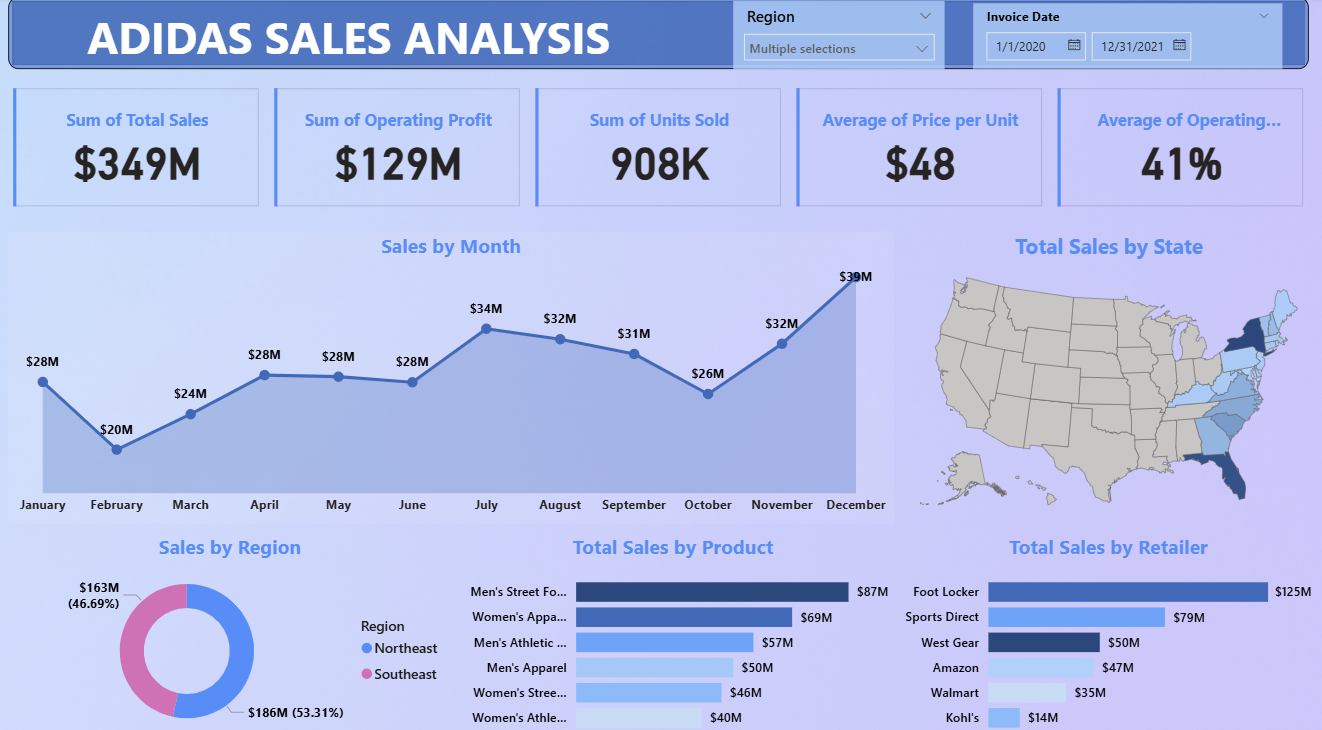 ADIDAS SALES ANALYSIS
Region
Multiple selections
Invoice Date
1/1/2020
12/31/2021
Sum of Total Sales
$349M
Sum of Operating Profit
$129M
Sum of Units Sold
908K
Average of Price per Unit
$48
Average of Operating...
41%
Sales by Month
$28M
$20M
$24M
$28M
$28M
$28M
$34M
$32M
$31M
$26M
$32M
$39M
January
February
March
April
May
June
July
August
September
October
November
December
Total Sales by State
Sales by Region
$163M
(46.69%)
$186M (53.31%)
Region
Northeast
Southeast
Total Sales by Product
Men's Street Fo... $87M
Women's Appa... $69M
Men's Athletic ... $57M
Men's Apparel $50M
Women's Stree... $46M
Women's Athle... $40M
Total Sales by Retailer
Foot Locker $125M
Sports Direct $79M
West Gear $50M
Amazon $47M
Walmart $35M
Kohl's $14M